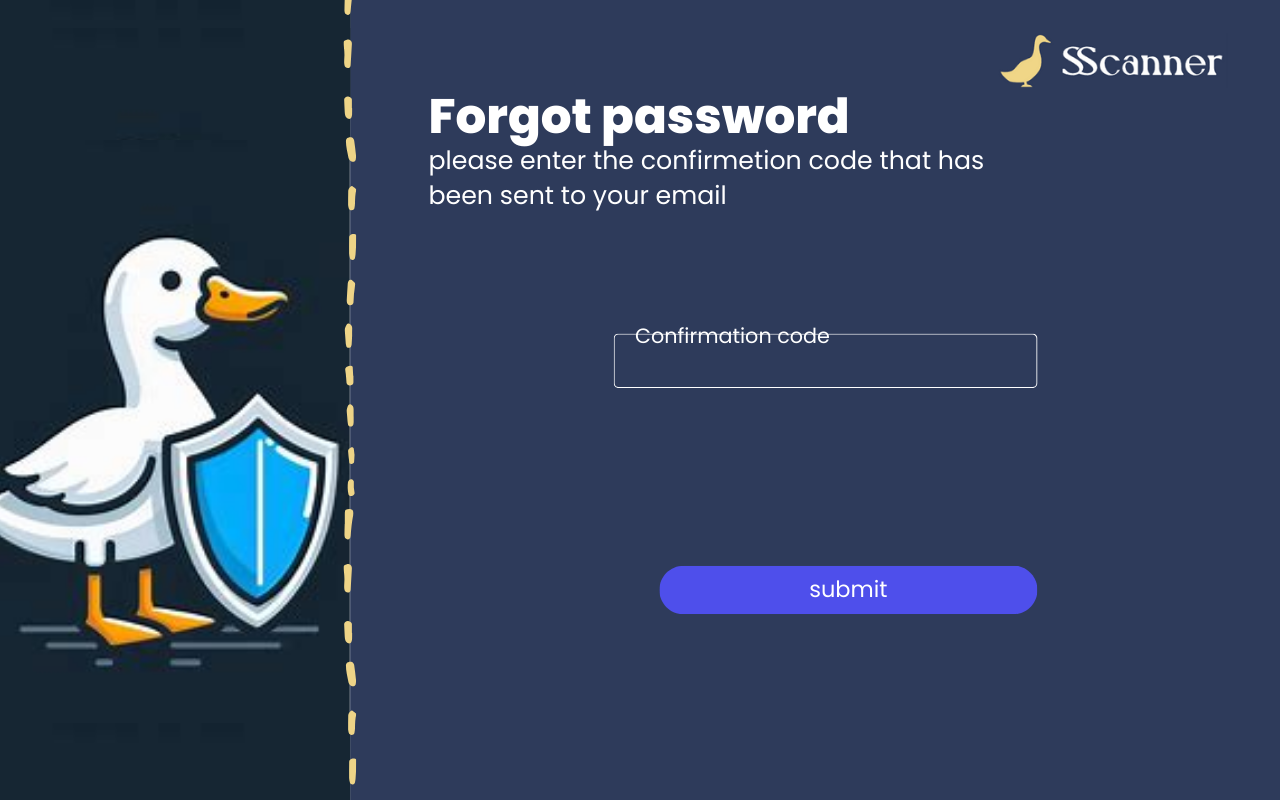 SScanner
Forgot password
please enter the confirmetion code that has
been sent to your email
Confirmation code
submit